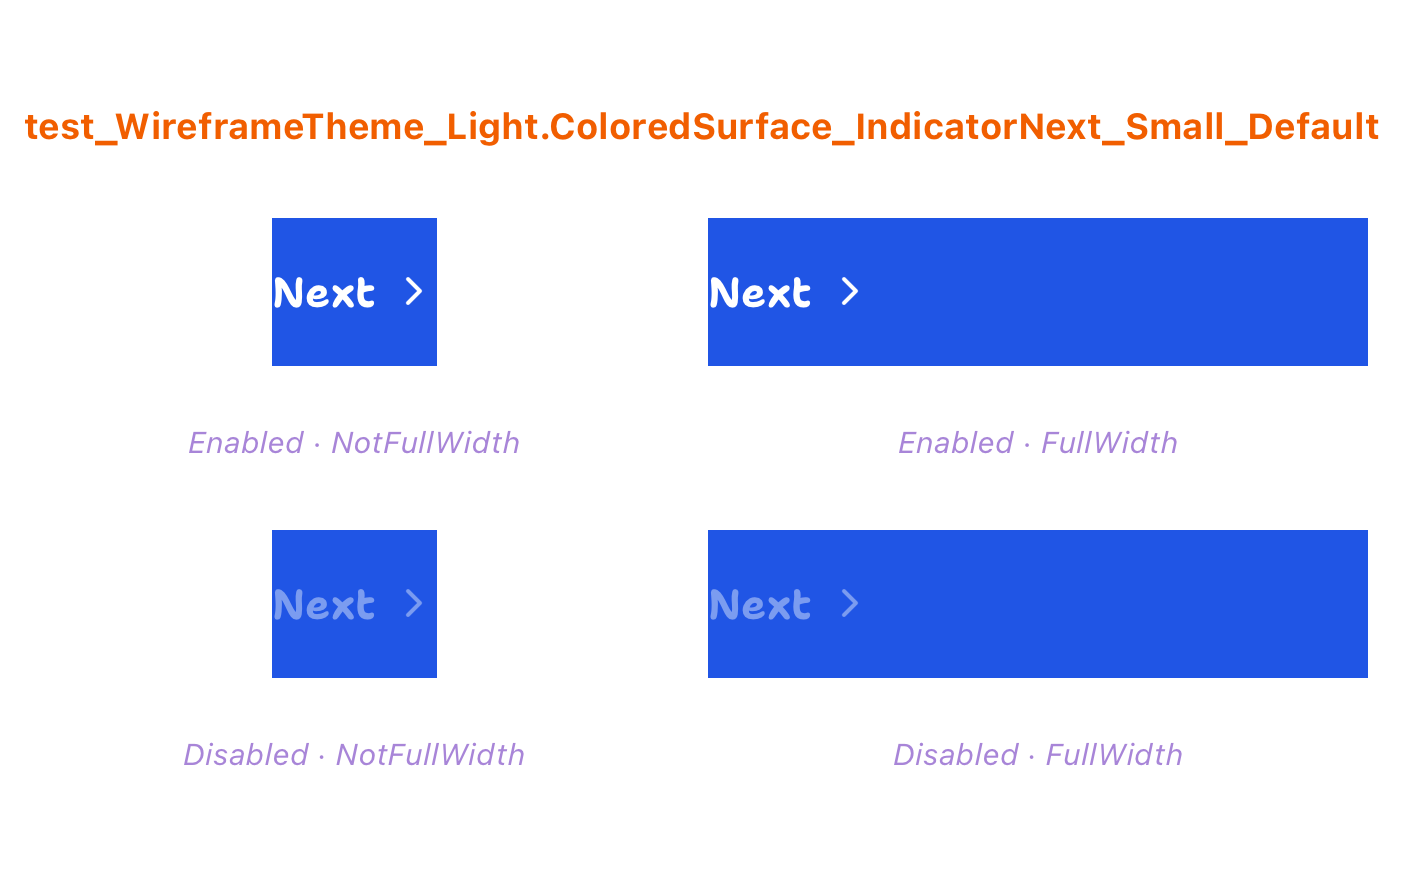 test_WireframeTheme_Light.ColoredSurface_IndicatorNext_Small_Default
Next
Next
Enabled · NotFullWidth
Enabled · FullWidth
Next
Next
Disabled · NotFullWidth
Disabled · FullWidth